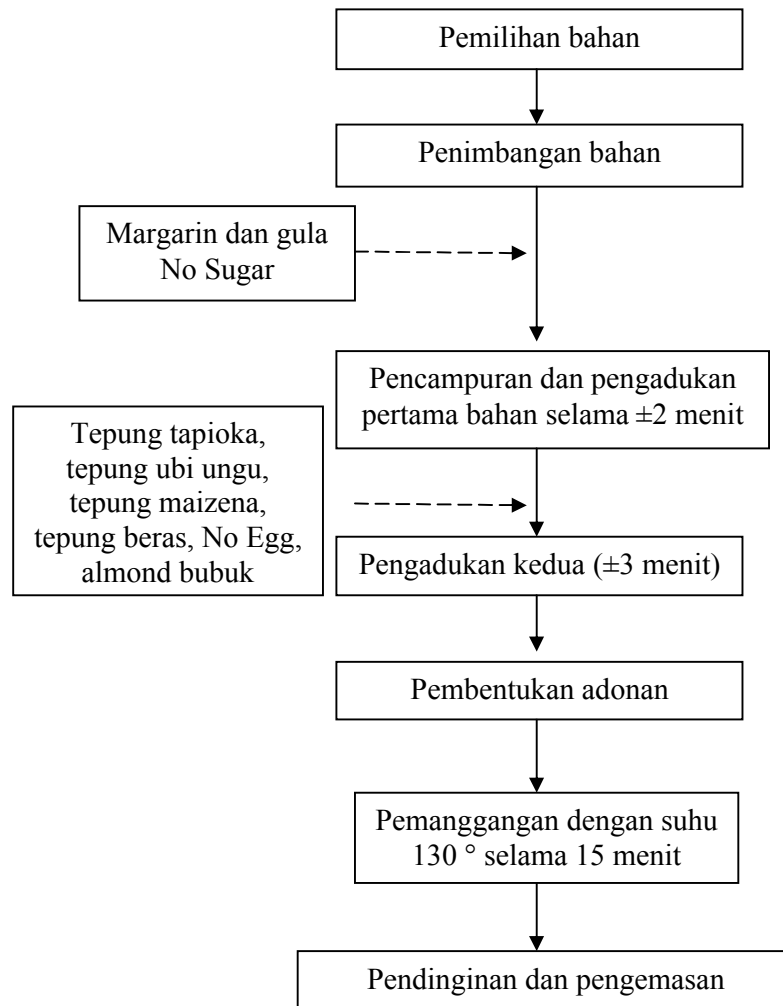 Pemilihan bahan
Penimbangan bahan
Margarin dan gula
No Sugar
Pencampuran dan pengadukan
pertama bahan selama ±2 menit
Tepung tapioka,
tepung ubi ungu,
tepung maizena,
tepung beras, No Egg,
almond bubuk
Pengadukan kedua (±3 menit)
Pembentukan adonan
Pemanggangan dengan suhu
130 ° selama 15 menit
Pendinginan dan pengemasan